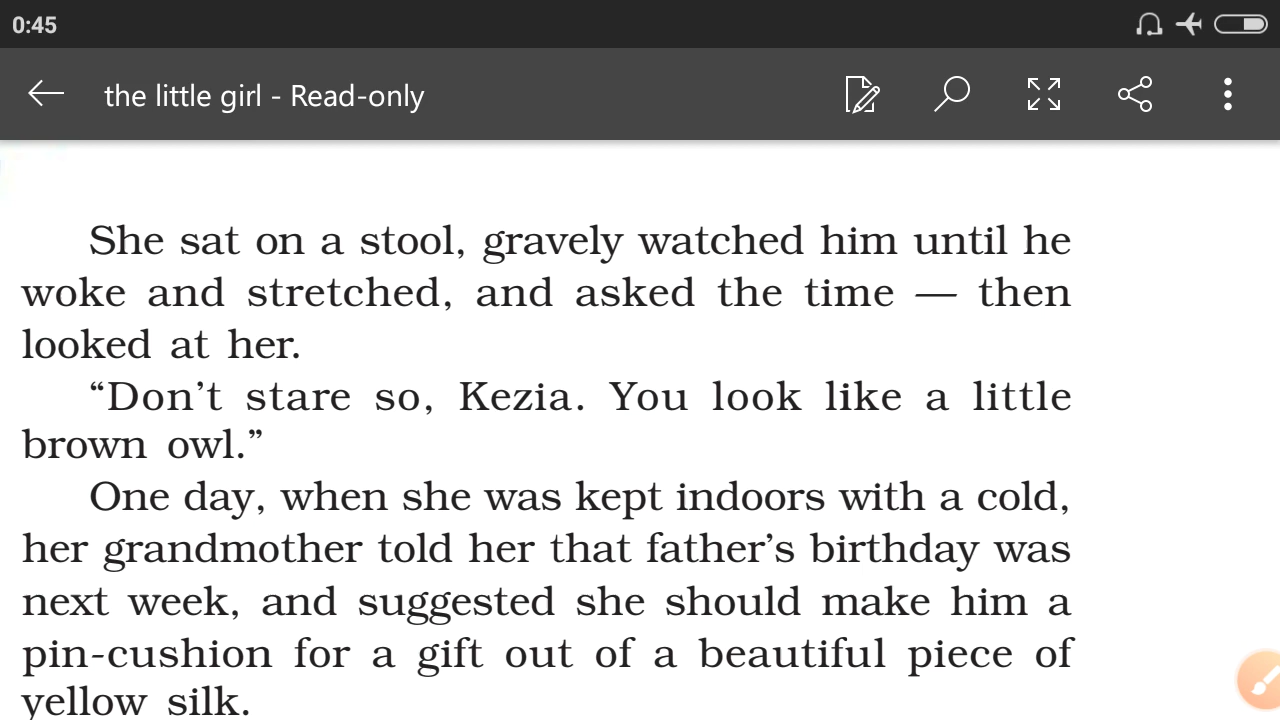 0:45
the little girl - Read-only
She sat on a stool, gravely watched him until he
woke and stretched, and asked the time — then
looked at her.
“Don’t stare so, Kezia. You look like a little
brown owl.”
One day, when she was kept indoors with a cold,
her grandmother told her that father’s birthday was
next week, and suggested she should make him a
pin-cushion for a gift out of a beautiful piece of
yellow silk.